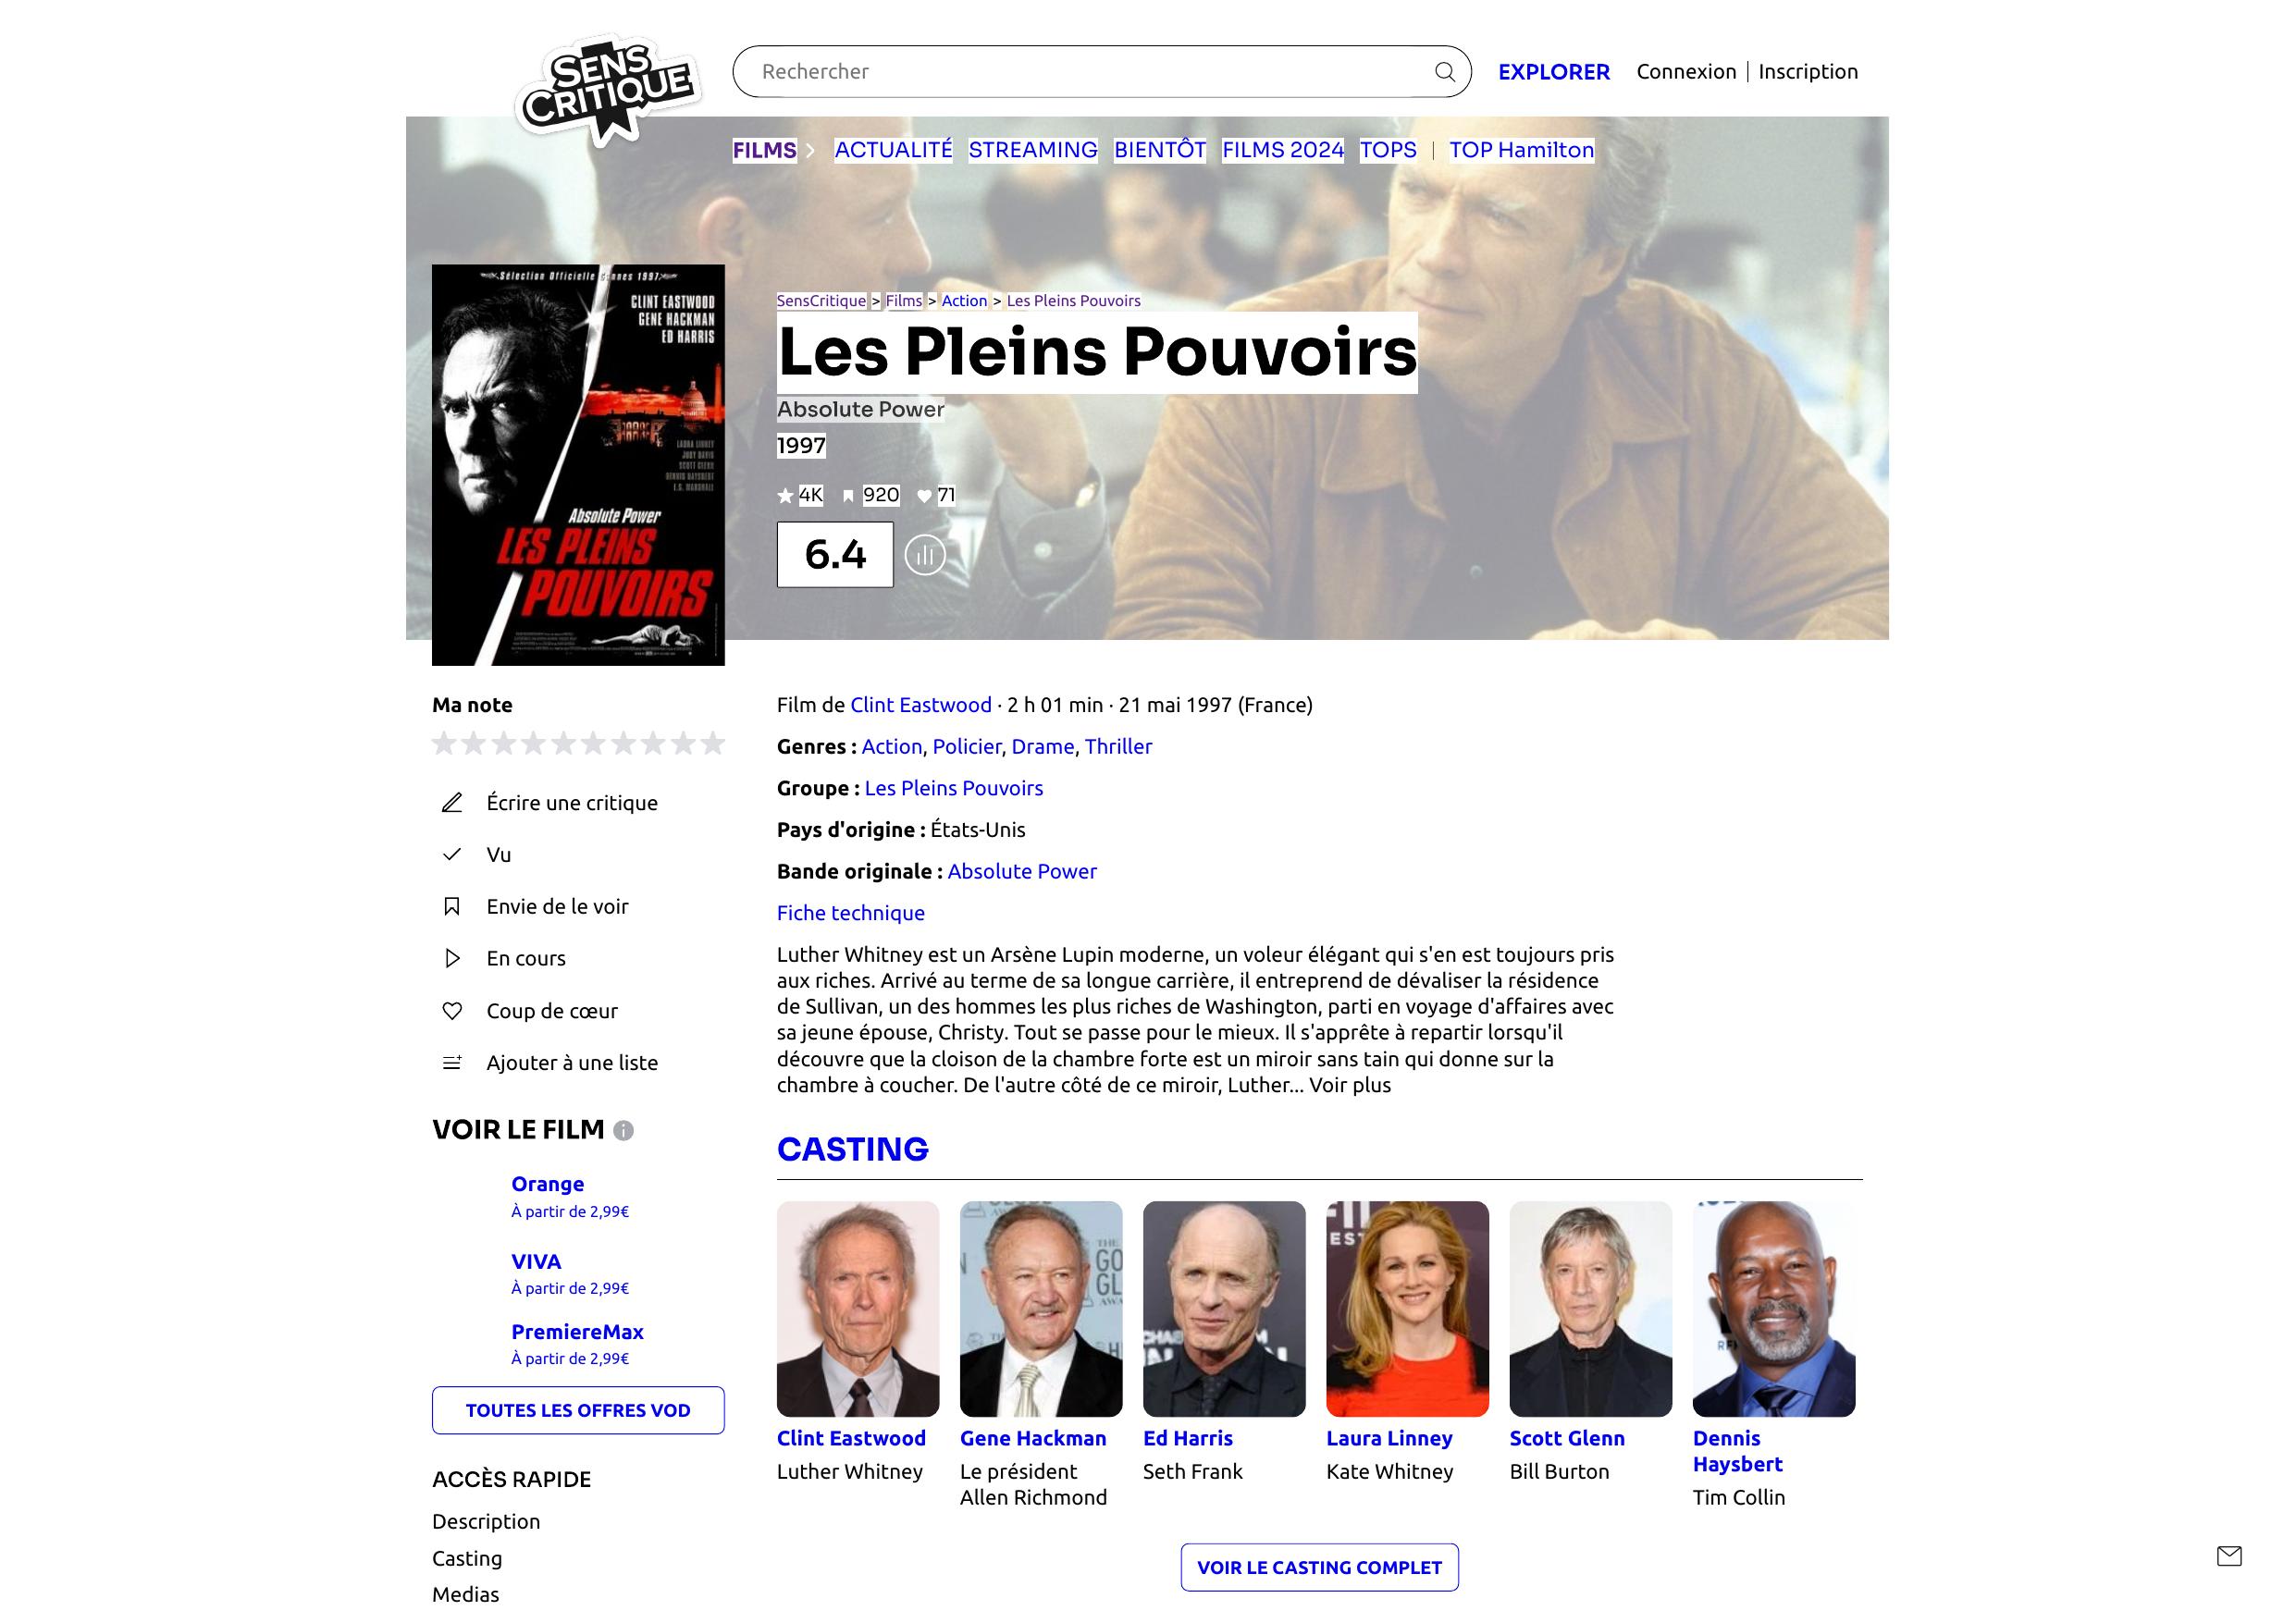 SENS CRITIQUE
Rechercher
EXPLORER
Connexion | Inscription
FILMS
ACTUALITÉ
STREAMING
BIENTÔT
FILMS 2024
TOPS
TOP Hamilton
Sélection Officielle Cannes 1997
CLINT EASTWOOD
GENE HACKMAN
ED HARRIS
LAURA LINNEY
JUDY DAVIS
SCOTT GLENN
DENNIS HAYSBERT
E.G. MARSHALL
Absolute Power
LES PLEINS
POUVOIRS
SensCritique > Films > Action > Les Pleins Pouvoirs
Les Pleins Pouvoirs
Absolute Power
1997
4K 920 71
6.4
Ma note
Écrire une critique
Vu
Envie de le voir
En cours
Coup de cœur
Ajouter à une liste
VOIR LE FILM
Orange
À partir de 2,99€
VIVA
À partir de 2,99€
PremiereMax
À partir de 2,99€
TOUTES LES OFFRES VOD
ACCÈS RAPIDE
Description
Casting
Medias
Film de Clint Eastwood · 2 h 01 min · 21 mai 1997 (France)
Genres : Action, Policier, Drame, Thriller
Groupe : Les Pleins Pouvoirs
Pays d'origine : États-Unis
Bande originale : Absolute Power
Fiche technique
Luther Whitney est un Arsène Lupin moderne, un voleur élégant qui s'en est toujours pris
aux riches. Arrivé au terme de sa longue carrière, il entreprend de dévaliser la résidence
de Sullivan, un des hommes les plus riches de Washington, parti en voyage d'affaires avec
sa jeune épouse, Christy. Tout se passe pour le mieux. Il s'apprête à repartir lorsqu'il
découvre que la cloison de la chambre forte est un miroir sans tain qui donne sur la
chambre à coucher. De l'autre côté de ce miroir, Luther... Voir plus
CASTING
Clint Eastwood
Luther Whitney
Gene Hackman
Le président
Allen Richmond
Ed Harris
Seth Frank
Laura Linney
Kate Whitney
Scott Glenn
Bill Burton
Dennis
Haysbert
Tim Collin
VOIR LE CASTING COMPLET